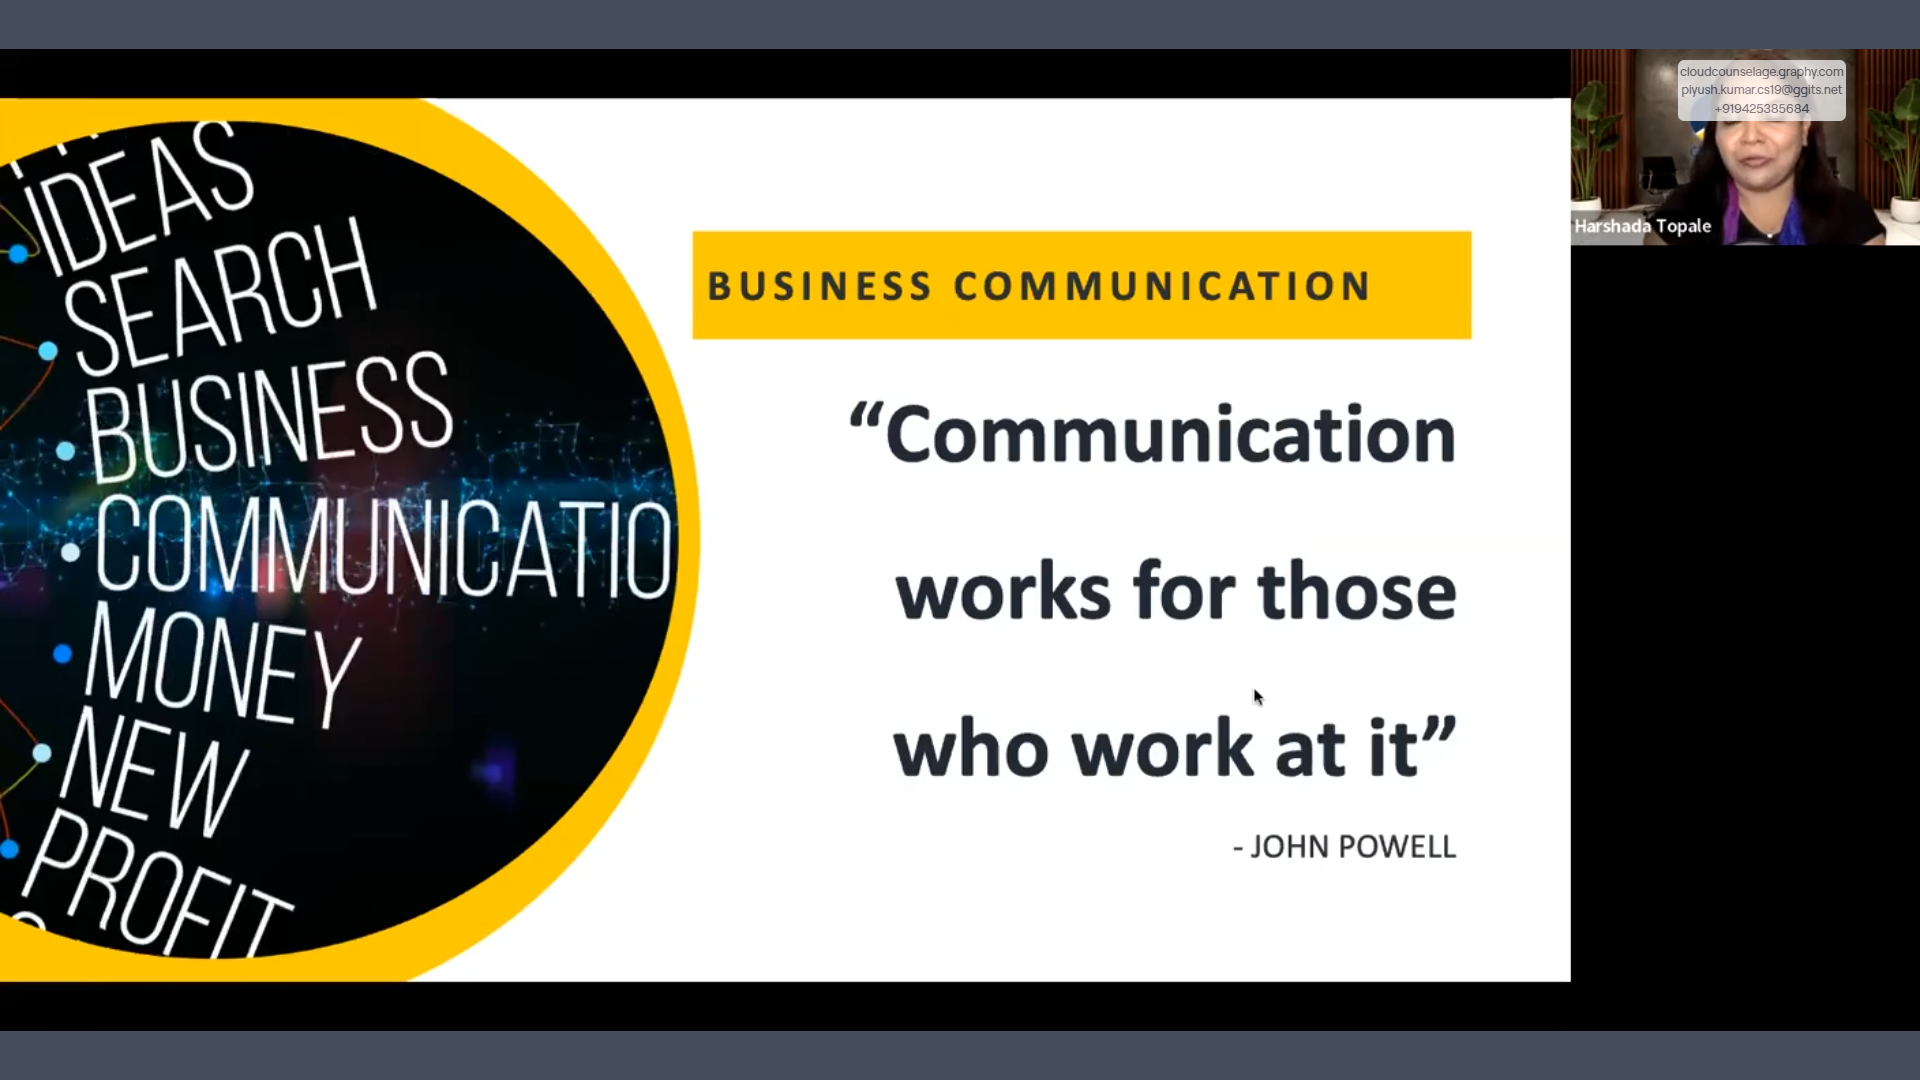 IDEAS
SEARCH
BUSINESS
COMMUNICATIO
MONEY
NEW
PROFIT
BUSINESS COMMUNICATION
“Communication
works for those
who work at it”
- JOHN POWELL
cloudcounselage.graphy.com
piyush.kumar.cs19@ggits.net
+919425385684
Harshada Topale